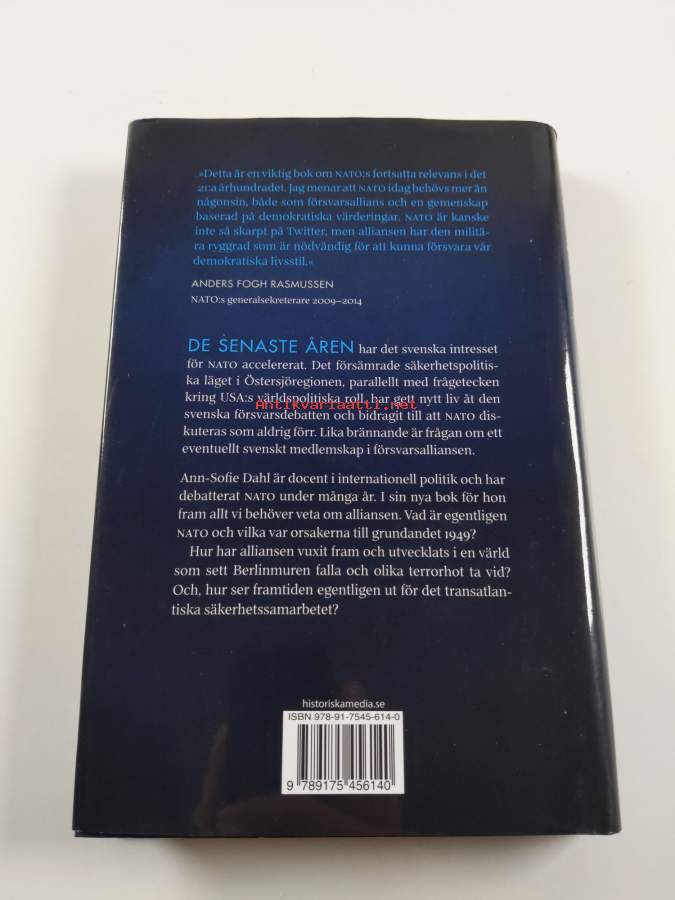 »Detta är en viktig bok om NATO:s fortsatta relevans i det
21:a århundradet. Jag menar att NATO idag behövs mer än
någonsin, både som försvarsallians och en gemenskap
baserad på demokratiska värderingar. NATO är kanske
inte så skarpt på Twitter, men alliansen har den militä-
ra ryggrad som är nödvändig för att kunna försvara vår
demokratiska livsstil.«
ANDERS FOGH RASMUSSEN
NATO:s generalsekreterare 2009–2014
DE SENASTE ÅREN har det svenska intresset
för NATO accelererat. Det försämrade säkerhetspolitis-
ka läget i Östersjöregionen, parallellt med frågetecken
kring USA:s världspolitiska roll, har gett nytt liv åt den
Antikvariaatti.net
svenska försvarsdebatten och bidragit till att NATO dis-
kuteras som aldrig förr. Lika brännande är frågan om ett
eventuellt svenskt medlemskap i försvarsalliansen.
Ann-Sofie Dahl är docent i internationell politik och har
debatterat NATO under många år. I sin nya bok för hon
fram allt vi behöver veta om alliansen. Vad är egentligen
NATO och vilka var orsakerna till grundandet 1949?
Hur har alliansen vuxit fram och utvecklats i en värld
som sett Berlinmuren falla och olika terrorhot ta vid?
Och, hur ser framtiden egentligen ut för det transatlan-
tiska säkerhetssamarbetet?
historiskamedia.se
ISBN 978-91-7545-614-0
9 789175 456140